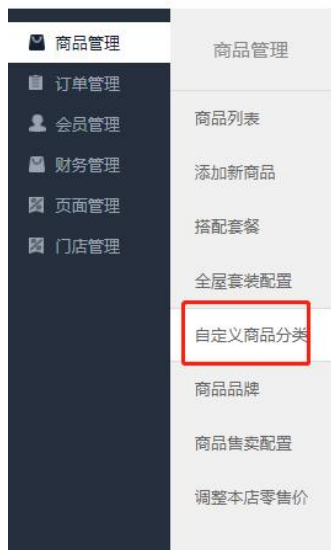 商品管理
订单管理
会员管理
财务管理
页面管理
门店管理
商品管理
商品列表
添加新商品
搭配套餐
全屋套装配置
自定义商品分类
商品品牌
商品售卖配置
调整本店零售价